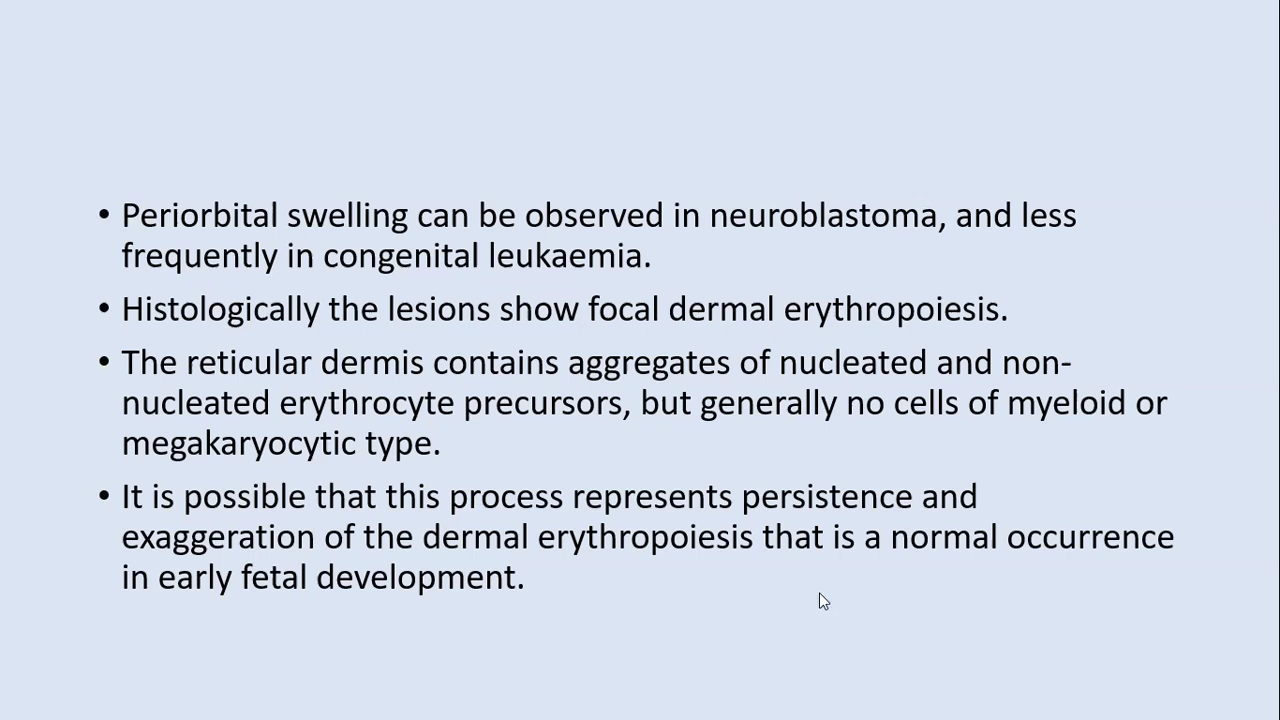 • Periorbital swelling can be observed in neuroblastoma, and less
frequently in congenital leukaemia.
• Histologically the lesions show focal dermal erythropoiesis.
• The reticular dermis contains aggregates of nucleated and non-
nucleated erythrocyte precursors, but generally no cells of myeloid or
megakaryocytic type.
• It is possible that this process represents persistence and
exaggeration of the dermal erythropoiesis that is a normal occurrence
in early fetal development.